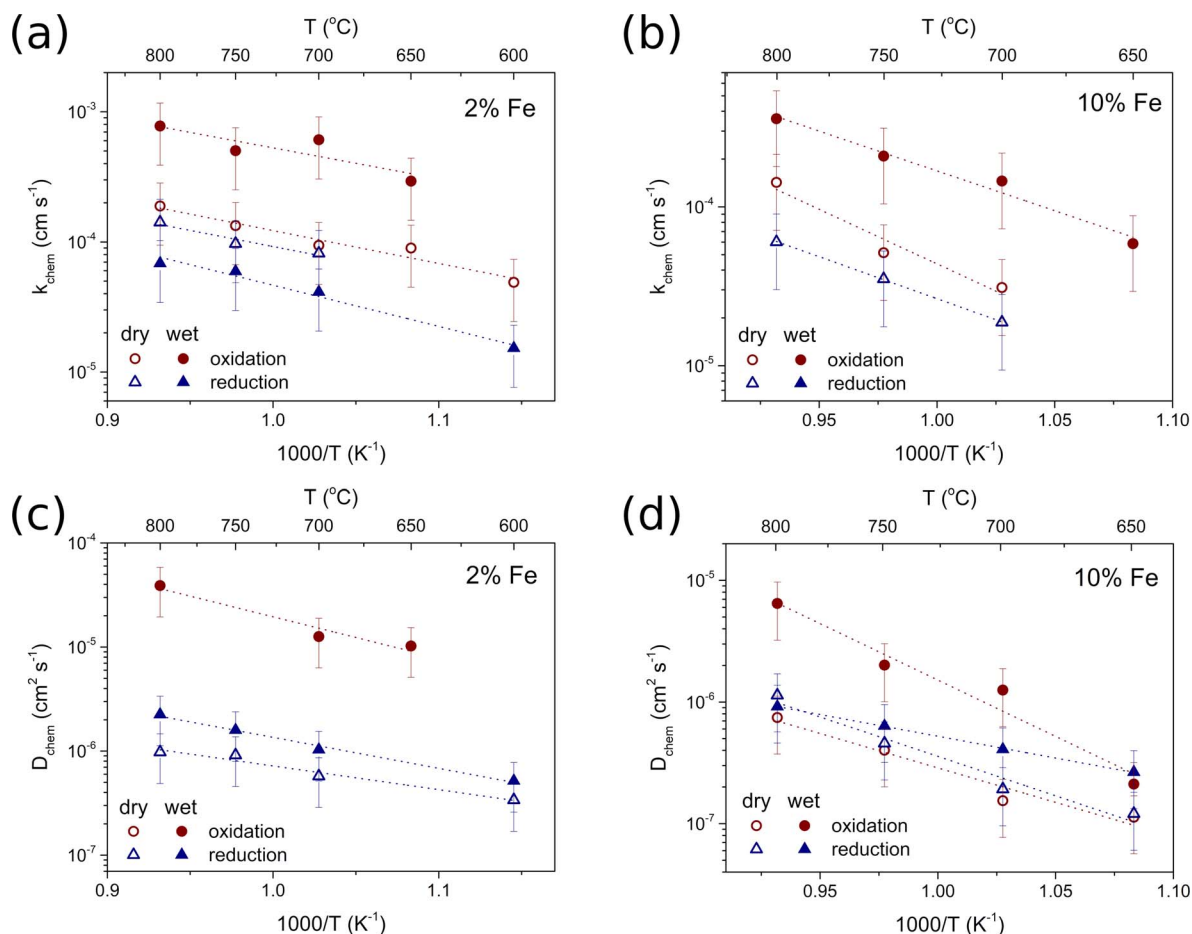 (a)
T (°C)
800 750 700 650 600
2% Fe
10⁻³
10⁻⁴
10⁻⁵
k_chem (cm s⁻¹)
dry wet
oxidation
reduction
0.9 1.0 1.1
1000/T (K⁻¹)
(b)
T (°C)
800 750 700 650
10% Fe
10⁻⁴
10⁻⁵
k_chem (cm s⁻¹)
dry wet
oxidation
reduction
0.95 1.00 1.05 1.10
1000/T (K⁻¹)
(c)
T (°C)
800 750 700 650 600
2% Fe
10⁻⁴
10⁻⁵
10⁻⁶
10⁻⁷
D_chem (cm² s⁻¹)
dry wet
oxidation
reduction
0.9 1.0 1.1
1000/T (K⁻¹)
(d)
T (°C)
800 750 700 650
10% Fe
10⁻⁵
10⁻⁶
10⁻⁷
D_chem (cm² s⁻¹)
dry wet
oxidation
reduction
0.95 1.00 1.05 1.10
1000/T (K⁻¹)